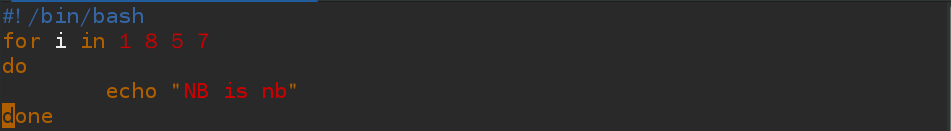 #!/bin/bash
for i in 1 8 5 7
do
        echo "NB is nb"
done